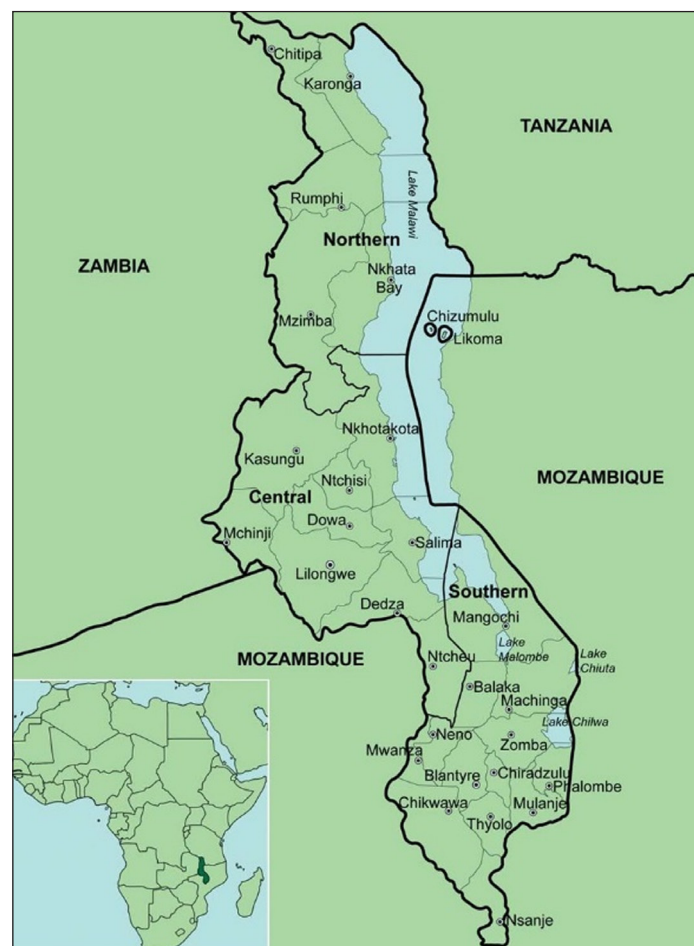 Chitipa
Karonga
TANZANIA
Lake Malawi
Rumphi
Northern
ZAMBIA
Nkhata
Bay
Mzimba
Chizumulu
Likoma
Nkhotakota
Kasungu
Ntchisi
MOZAMBIQUE
Central
Dowa
Mchinji
Salima
Lilongwe
Southern
Dedza
Mangochi
Lake
Malombe
Lake
Chiuta
MOZAMBIQUE
Ntcheu
Balaka
Machinga
Lake Chilwa
Neno
Zomba
Mwanza
Blantyre
Chiradzulu
Phalombe
Chikwawa
Mulanje
Thyolo
Nsanje